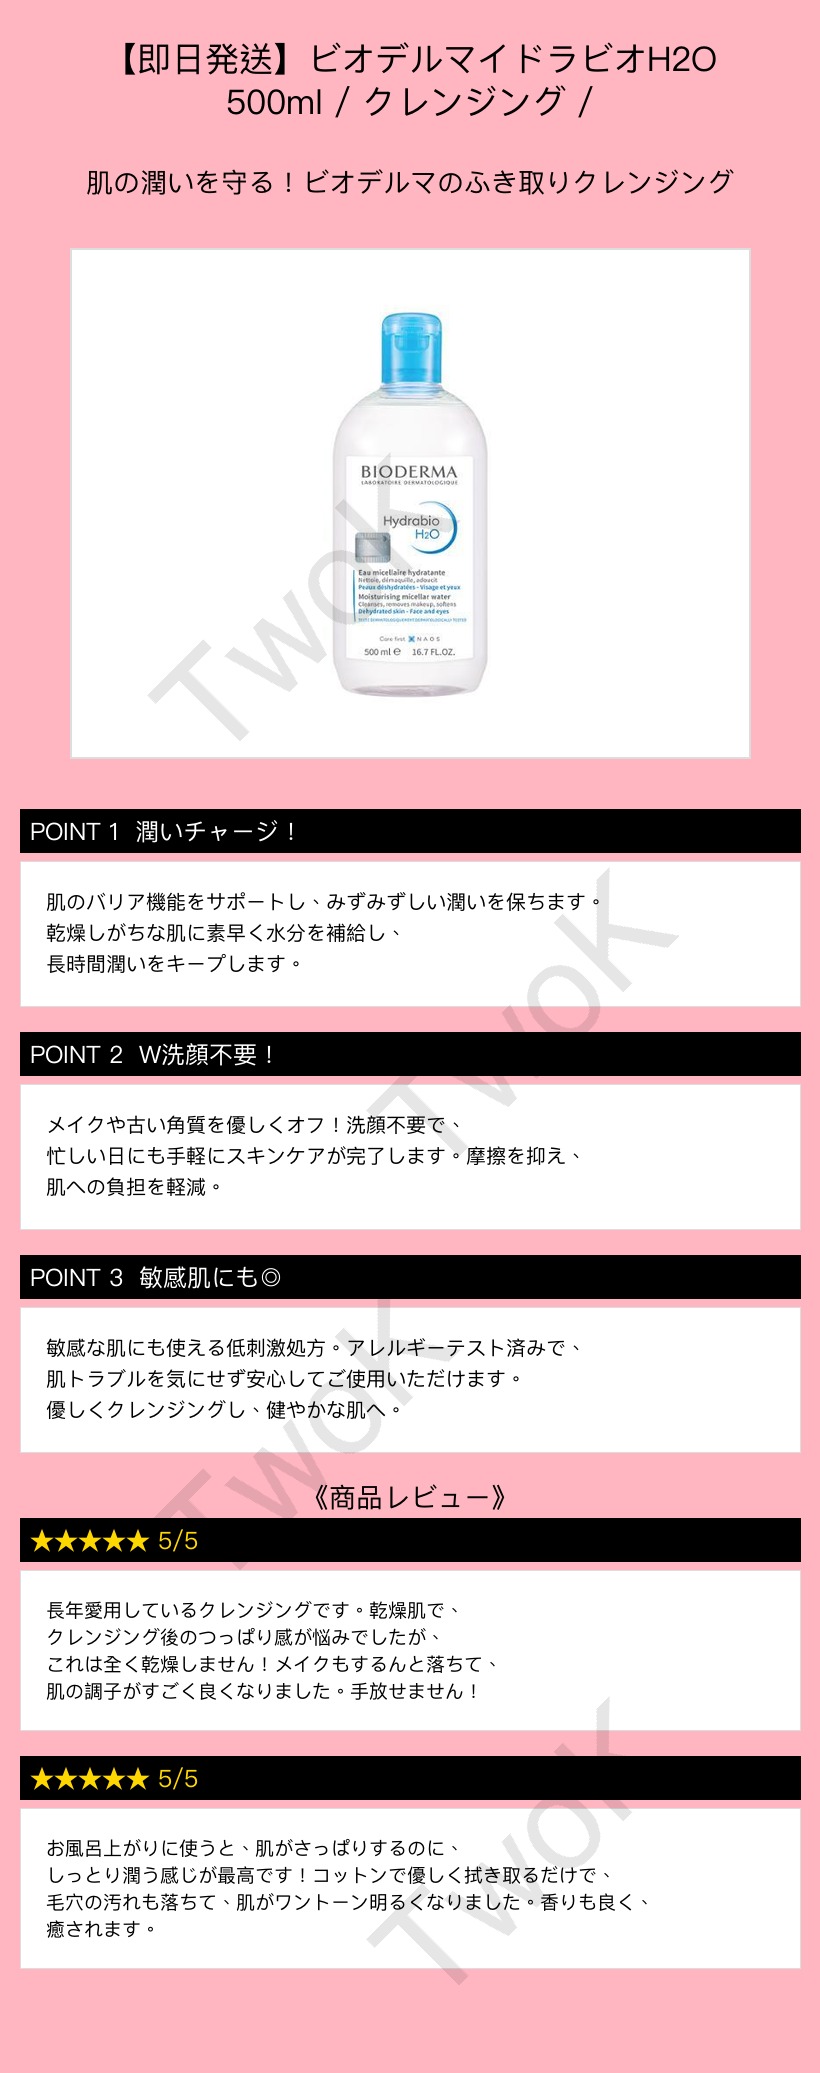 【即日発送】ビオデルマイドラビオH2O
500ml / クレンジング /
肌の潤いを守る！ビオデルマのふき取りクレンジング
BIODERMA
LABORATOIRE DERMATOLOGIQUE
Hydrabio
H2O
Eau micellaire hydratante
Nettoie, démaquille, adoucit
Peaux déshydratées - Visage et yeux
Moisturising micellar water
Cleanses, removes makeup, softens
Dehydrated skin - Face and eyes
TESTÉ DERMATOLOGIQUEMENT DERMATOLOGICALLY TESTED
Care first NAOS
500 ml ℮ 16.7 FL.OZ.
TwoK
POINT 1 潤いチャージ！
肌のバリア機能をサポートし、みずみずしい潤いを保ちます。
乾燥しがちな肌に素早く水分を補給し、
長時間潤いをキープします。
TwoK
POINT 2 W洗顔不要！
メイクや古い角質を優しくオフ！洗顔不要で、
忙しい日にも手軽にスキンケアが完了します。摩擦を抑え、
肌への負担を軽減。
POINT 3 敏感肌にも◎
敏感な肌にも使える低刺激処方。アレルギーテスト済みで、
肌トラブルを気にせず安心してご使用いただけます。
優しくクレンジングし、健やかな肌へ。
TwoK
《商品レビュー》
★★★★★ 5/5
長年愛用しているクレンジングです。乾燥肌で、
クレンジング後のつっぱり感が悩みでしたが、
これは全く乾燥しません！メイクもするんと落ちて、
肌の調子がすごく良くなりました。手放せません！
★★★★★ 5/5
お風呂上がりに使うと、肌がさっぱりするのに、
しっとり潤う感じが最高です！コットンで優しく拭き取るだけで、
毛穴の汚れも落ちて、肌がワントーン明るくなりました。香りも良く、
癒されます。
TwoK